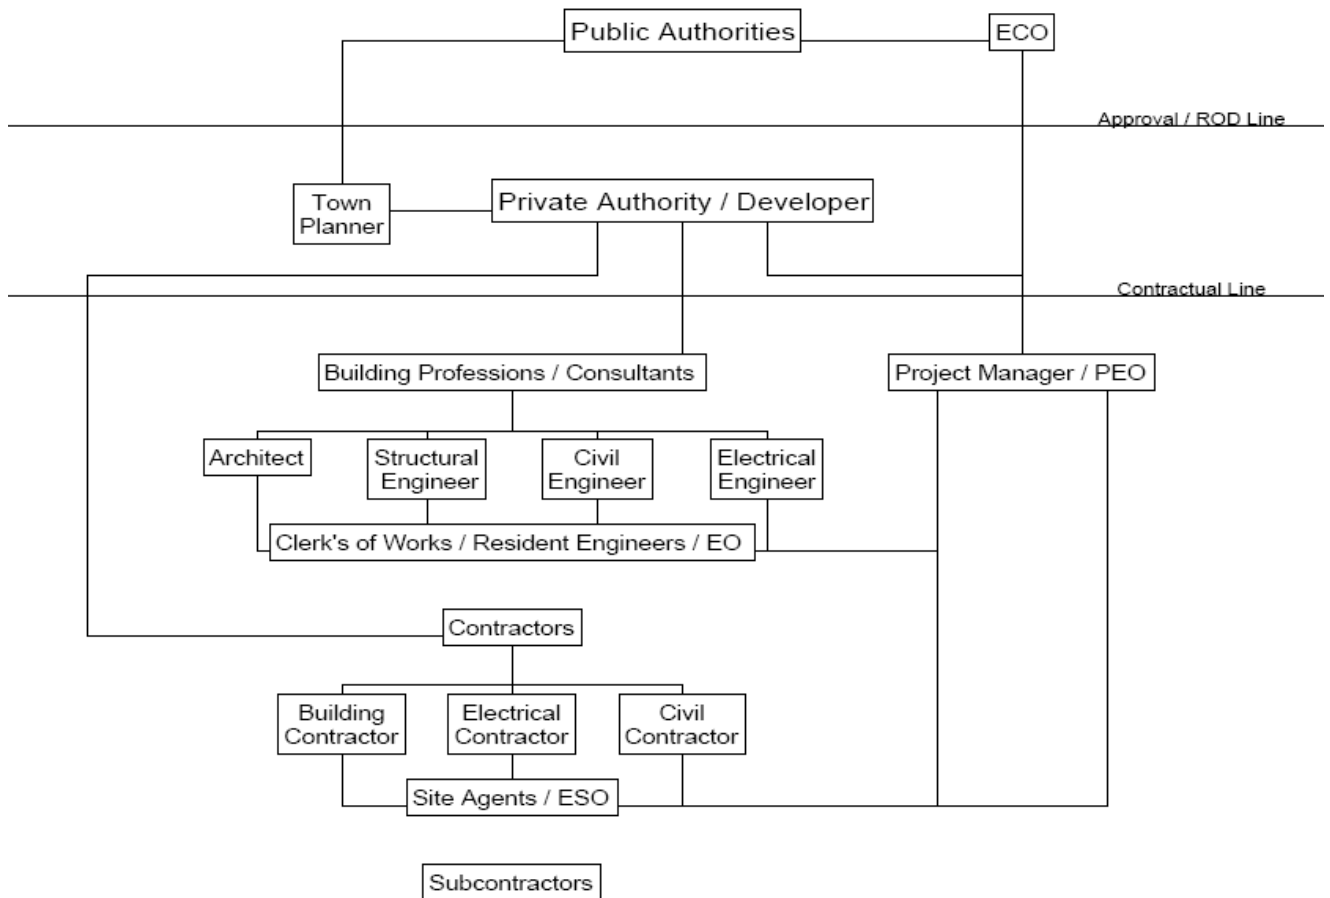 Public Authorities
ECO
Approval / ROD Line
Town
Planner
Private Authority / Developer
Contractual Line
Building Professions / Consultants
Project Manager / PEO
Architect
Structural
Engineer
Civil
Engineer
Electrical
Engineer
Clerk's of Works / Resident Engineers / EO
Contractors
Building
Contractor
Electrical
Contractor
Civil
Contractor
Site Agents / ESO
Subcontractors